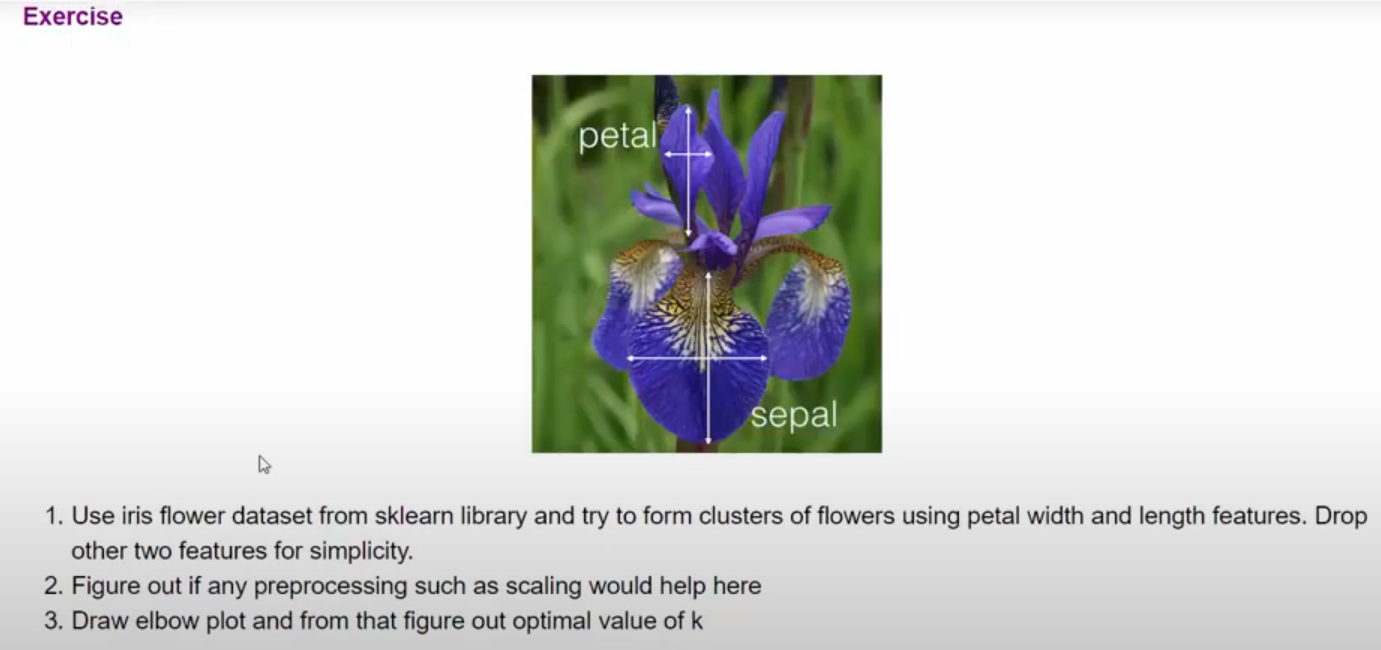 Exercise
petal
sepal
1. Use iris flower dataset from sklearn library and try to form clusters of flowers using petal width and length features. Drop
other two features for simplicity.
2. Figure out if any preprocessing such as scaling would help here
3. Draw elbow plot and from that figure out optimal value of k